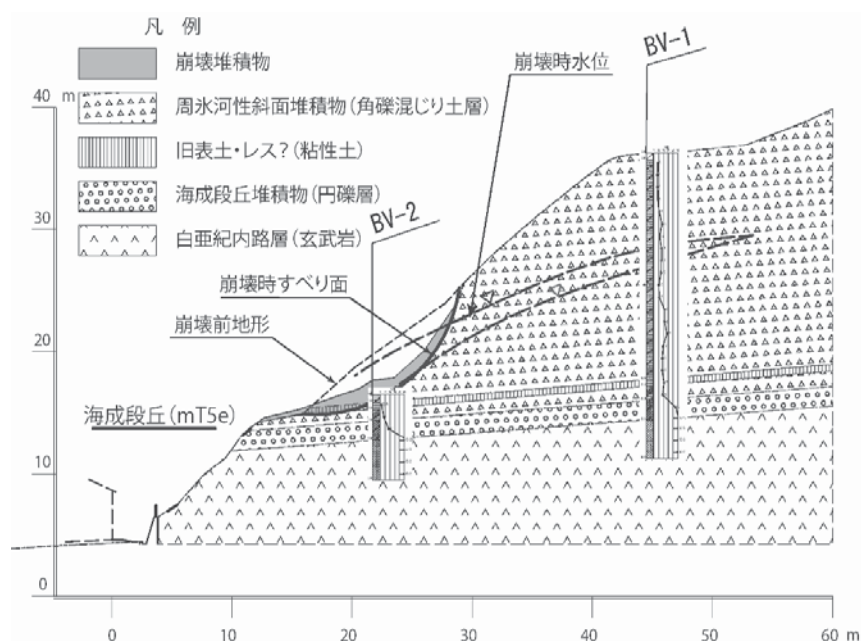 凡 例
崩壊堆積物
周氷河性斜面堆積物（角礫混じり土層）
旧表土・レス？（粘性土）
海成段丘堆積物（円礫層）
白亜紀内路層（玄武岩）
BV-1
崩壊時水位
BV-2
崩壊時すべり面
崩壊前地形
海成段丘（mT5e）
40 m
30
20
10
0
0 10 20 30 40 50 60 m